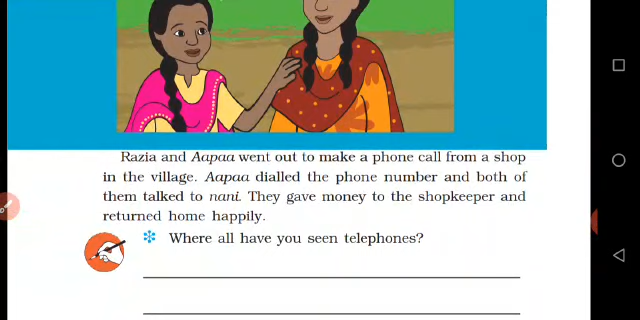 Razia and Aapaa went out to make a phone call from a shop
in the village. Aapaa dialled the phone number and both of
them talked to nani. They gave money to the shopkeeper and
returned home happily.
Where all have you seen telephones?